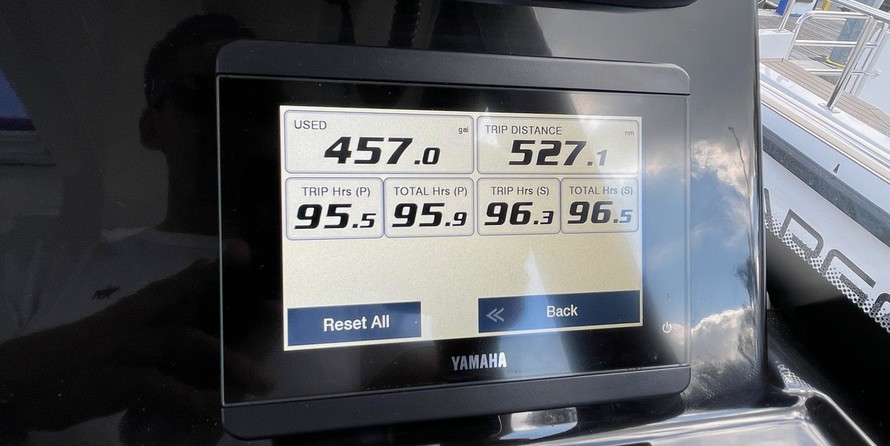 USED gal TRIP DISTANCE nm
457.0 527.1
TRIP Hrs (P) TOTAL Hrs (P) TRIP Hrs (S) TOTAL Hrs (S)
95.5 95.9 96.3 96.5
Reset All Back
YAMAHA